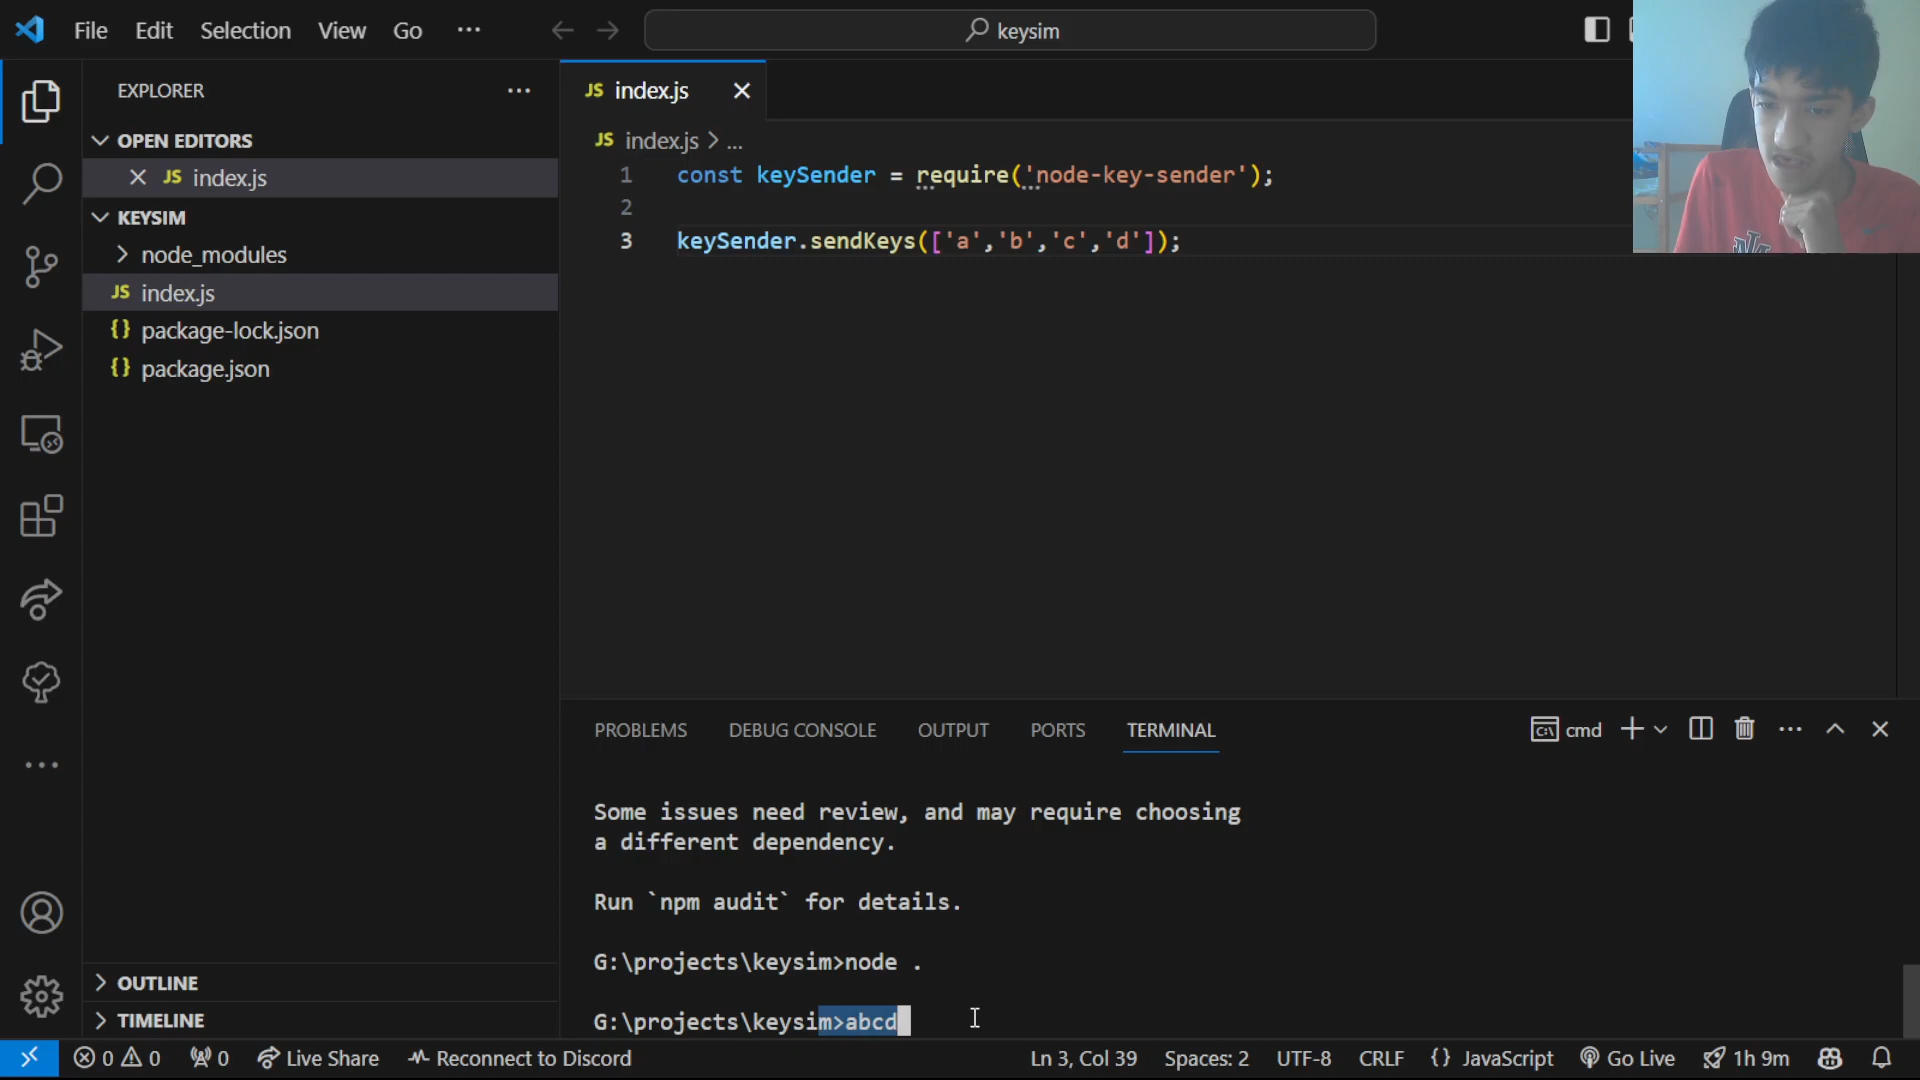 File Edit Selection View Go ...
keysim
EXPLORER
OPEN EDITORS
JS index.js
KEYSIM
node_modules
JS index.js
{} package-lock.json
{} package.json
OUTLINE
TIMELINE
JS index.js
JS index.js > ...
1 const keySender = require('node-key-sender');
2
3 keySender.sendKeys(['a','b','c','d']);
PROBLEMS DEBUG CONSOLE OUTPUT PORTS TERMINAL
cmd
Some issues need review, and may require choosing
a different dependency.
Run `npm audit` for details.
G:\projects\keysim>node .
G:\projects\keysim>abcd
0 0 0 Live Share Reconnect to Discord Ln 3, Col 39 Spaces: 2 UTF-8 CRLF {} JavaScript Go Live 1h 9m